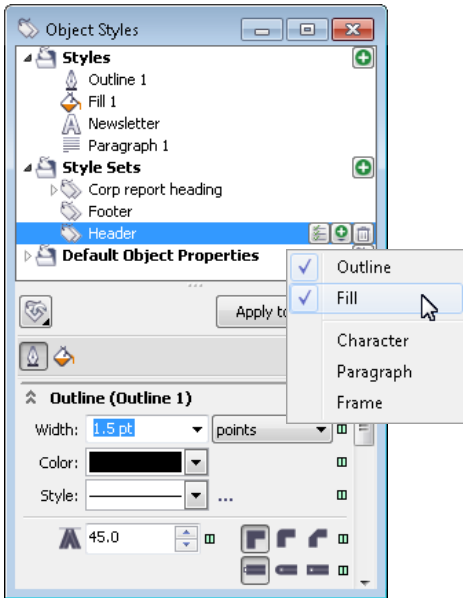 Object Styles
Styles
Outline 1
Fill 1
Newsletter
Paragraph 1
Style Sets
Corp report heading
Footer
Header
Default Object Properties
Outline
Fill
Character
Paragraph
Frame
Apply to
Outline (Outline 1)
Width: 1.5 pt points
Color:
Style: ...
45.0